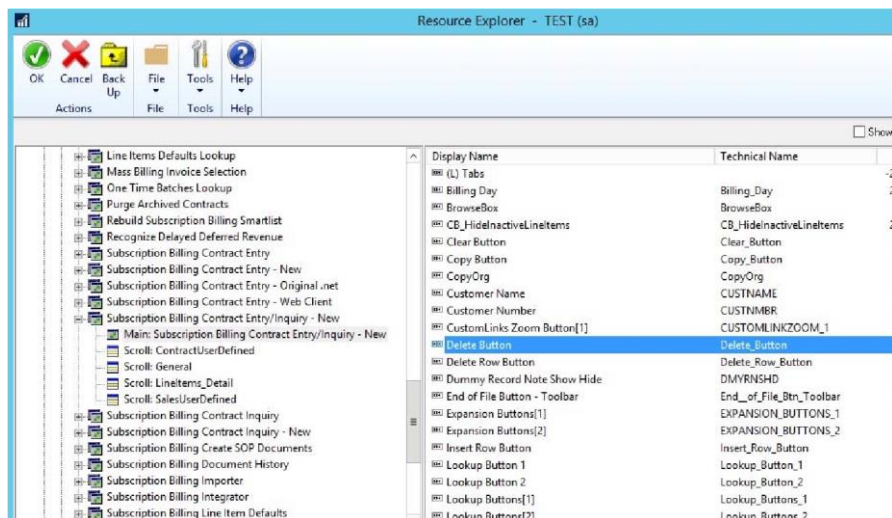 Resource Explorer - TEST (sa)
OK Cancel Back Up File Tools Help
Actions File Tools Help
Show
Line Items Defaults Lookup
Mass Billing Invoice Selection
One Time Batches Lookup
Purge Archived Contracts
Rebuild Subscription Billing Smartlist
Recognize Delayed Deferred Revenue
Subscription Billing Contract Entry
Subscription Billing Contract Entry - New
Subscription Billing Contract Entry - Original .net
Subscription Billing Contract Entry - Web Client
Subscription Billing Contract Entry/Inquiry - New
Main: Subscription Billing Contract Entry/Inquiry - New
Scroll: ContractUserDefined
Scroll: General
Scroll: LineItems_Detail
Scroll: SalesUserDefined
Subscription Billing Contract Inquiry
Subscription Billing Contract Inquiry - New
Subscription Billing Create SOP Documents
Subscription Billing Document History
Subscription Billing Importer
Subscription Billing Integrator
Subscription Billing Line Item Defaults
Display Name Technical Name
(L) Tabs -2
Billing Day Billing_Day 2
BrowseBox BrowseBox
CB_HideInactiveLineItems CB_HideInactiveLineItems 2
Clear Button Clear_Button
Copy Button Copy_Button
CopyOrg CopyOrg
Customer Name CUSTNAME
Customer Number CUSTNMBR
CustomLinks Zoom Button[1] CUSTOMLINKZOOM_1
Delete Button Delete_Button
Delete Row Button Delete_Row_Button
Dummy Record Note Show Hide DMYRNSHD
End of File Button - Toolbar End__of_File_Btn_Toolbar
Expansion Buttons[1] EXPANSION_BUTTONS_1
Expansion Buttons[2] EXPANSION_BUTTONS_2
Insert Row Button Insert_Row_Button
Lookup Button 1 Lookup_Button_1
Lookup Button 2 Lookup_Button_2
Lookup Buttons[1] Lookup_Buttons_1
Lookup Buttons[2] Lookup_Buttons_2